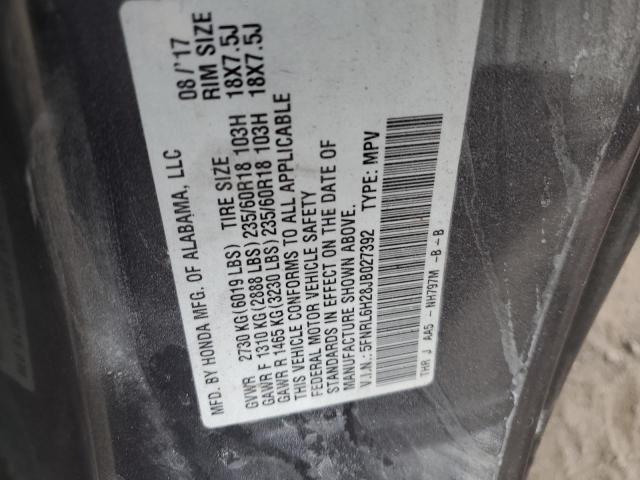 MFD. BY HONDA MFG. OF ALABAMA, LLC 08/'17
GVWR 2730 KG(6019 LBS) TIRE SIZE RIM SIZE
GAWR F 1310 KG(2888 LBS) 235/60R18 103H 18X7.5J
GAWR R 1465 KG(3230 LBS) 235/60R18 103H 18X7.5J
THIS VEHICLE CONFORMS TO ALL APPLICABLE
FEDERAL MOTOR VEHICLE SAFETY
STANDARDS IN EFFECT ON THE DATE OF
MANUFACTURE SHOWN ABOVE.
V.I.N.: 5FNRL6H28JB027392 TYPE: MPV
THR J AA5 - NH797M -B -B